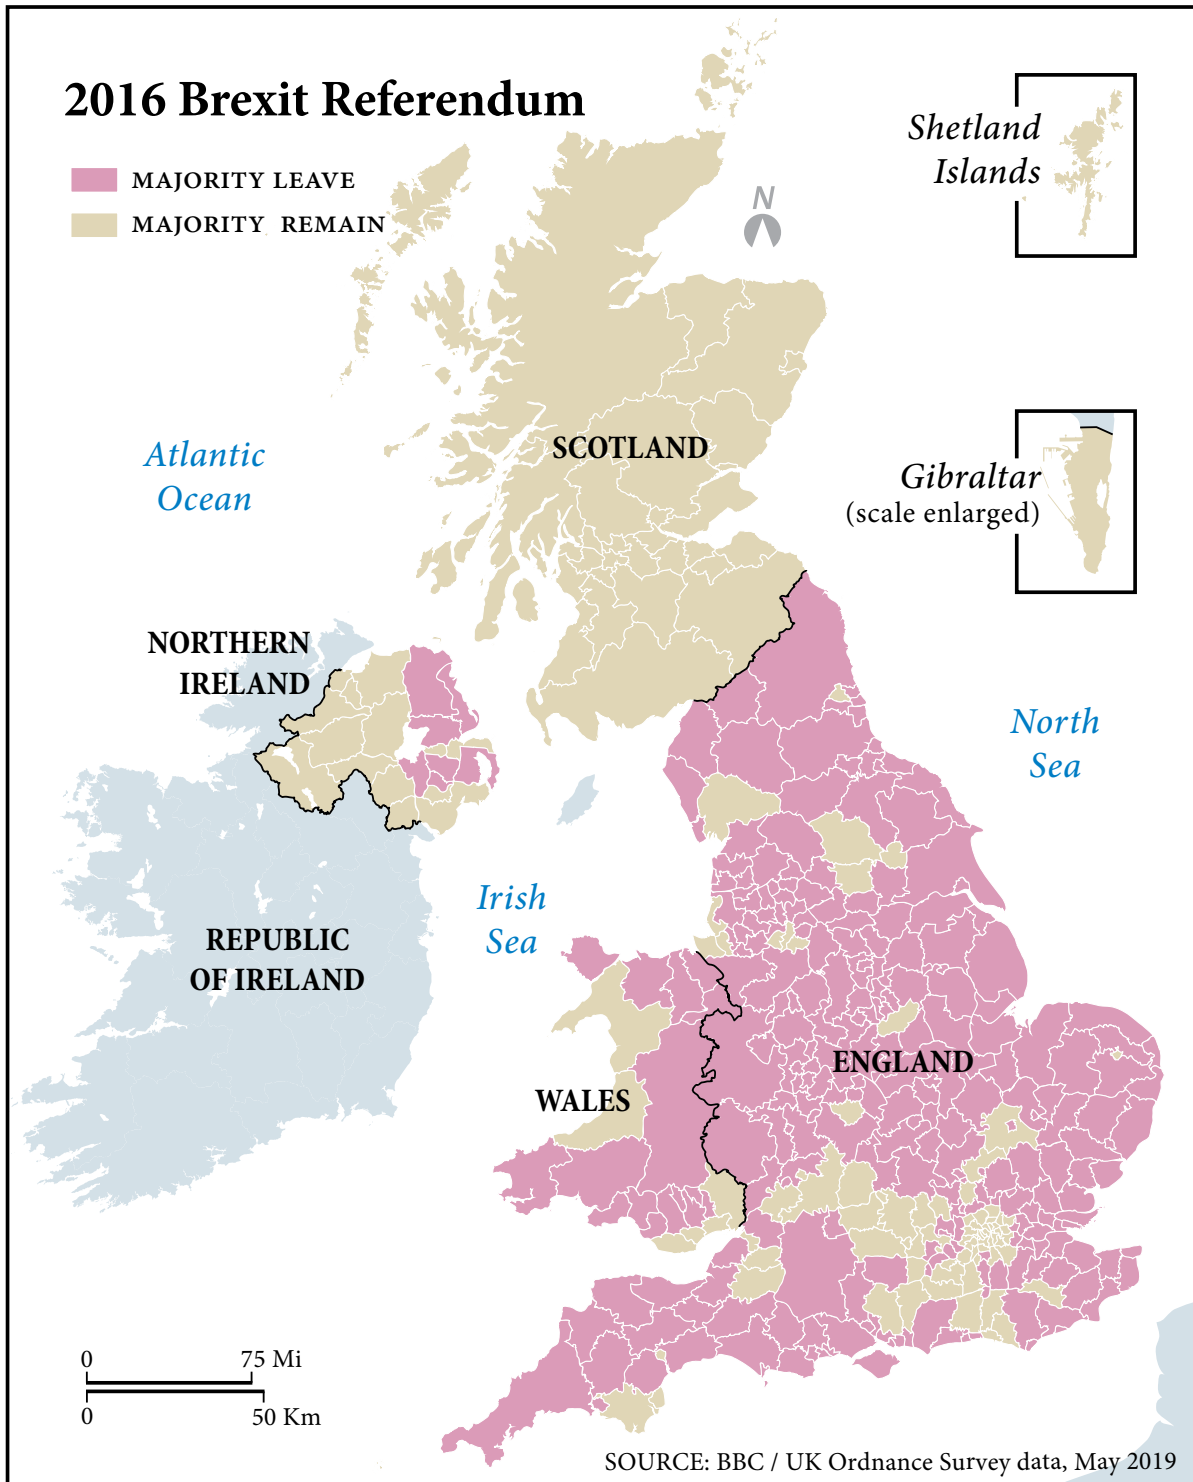 2016 Brexit Referendum
MAJORITY LEAVE
MAJORITY REMAIN
N
Shetland
Islands
Atlantic
Ocean
SCOTLAND
Gibraltar
(scale enlarged)
NORTHERN
IRELAND
North
Sea
Irish
Sea
REPUBLIC
OF IRELAND
ENGLAND
WALES
0 75 Mi
0 50 Km
SOURCE: BBC / UK Ordnance Survey data, May 2019